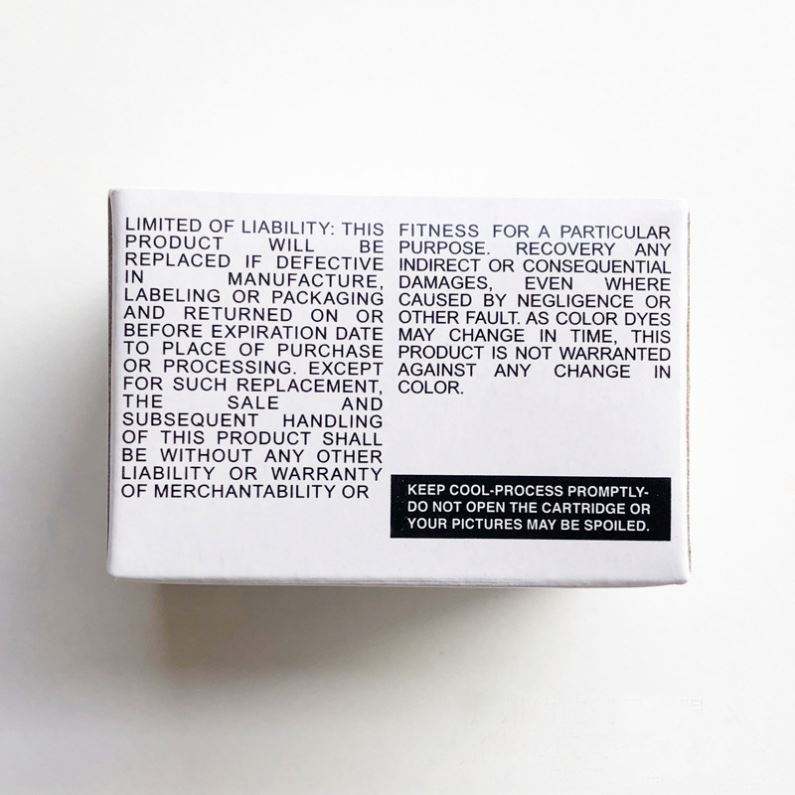 LIMITED OF LIABILITY: THIS
PRODUCT WILL BE
REPLACED IF DEFECTIVE
IN MANUFACTURE,
LABELING OR PACKAGING
AND RETURNED ON OR
BEFORE EXPIRATION DATE
TO PLACE OF PURCHASE
OR PROCESSING. EXCEPT
FOR SUCH REPLACEMENT,
THE SALE AND
SUBSEQUENT HANDLING
OF THIS PRODUCT SHALL
BE WITHOUT ANY OTHER
LIABILITY OR WARRANTY
OF MERCHANTABILITY OR
FITNESS FOR A PARTICULAR
PURPOSE. RECOVERY ANY
INDIRECT OR CONSEQUENTIAL
DAMAGES, EVEN WHERE
CAUSED BY NEGLIGENCE OR
OTHER FAULT. AS COLOR DYES
MAY CHANGE IN TIME, THIS
PRODUCT IS NOT WARRANTED
AGAINST ANY CHANGE IN
COLOR.
KEEP COOL-PROCESS PROMPTLY-
DO NOT OPEN THE CARTRIDGE OR
YOUR PICTURES MAY BE SPOILED.